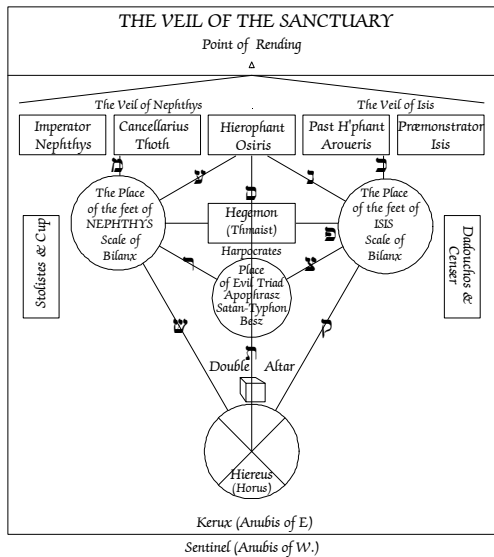 THE VEIL OF THE SANCTUARY
Point of Rending
The Veil of Nephthys
The Veil of Isis
Imperator
Nephthys
Cancellarius
Thoth
Hierophant
Osiris
Past H'phant
Aroueris
Præmonstrator
Isis
מ
ע
ס
נ
כ
The Place
of the feet of
NEPHTHYS
Scale of
Bilanx
Hegemon
(Thmaist)
פ
The Place
of the feet of
ISIS
Scale of
Bilanx
Stolistes & Cup
Dadouchos &
Censer
Harpocrates
ר
צ
Place
of Evil Triad
Apophrasz
Satan-Typhon
Besz
ש
ק
ת
Double Altar
Hiereus
(Horus)
Kerux (Anubis of E)
Sentinel (Anubis of W.)